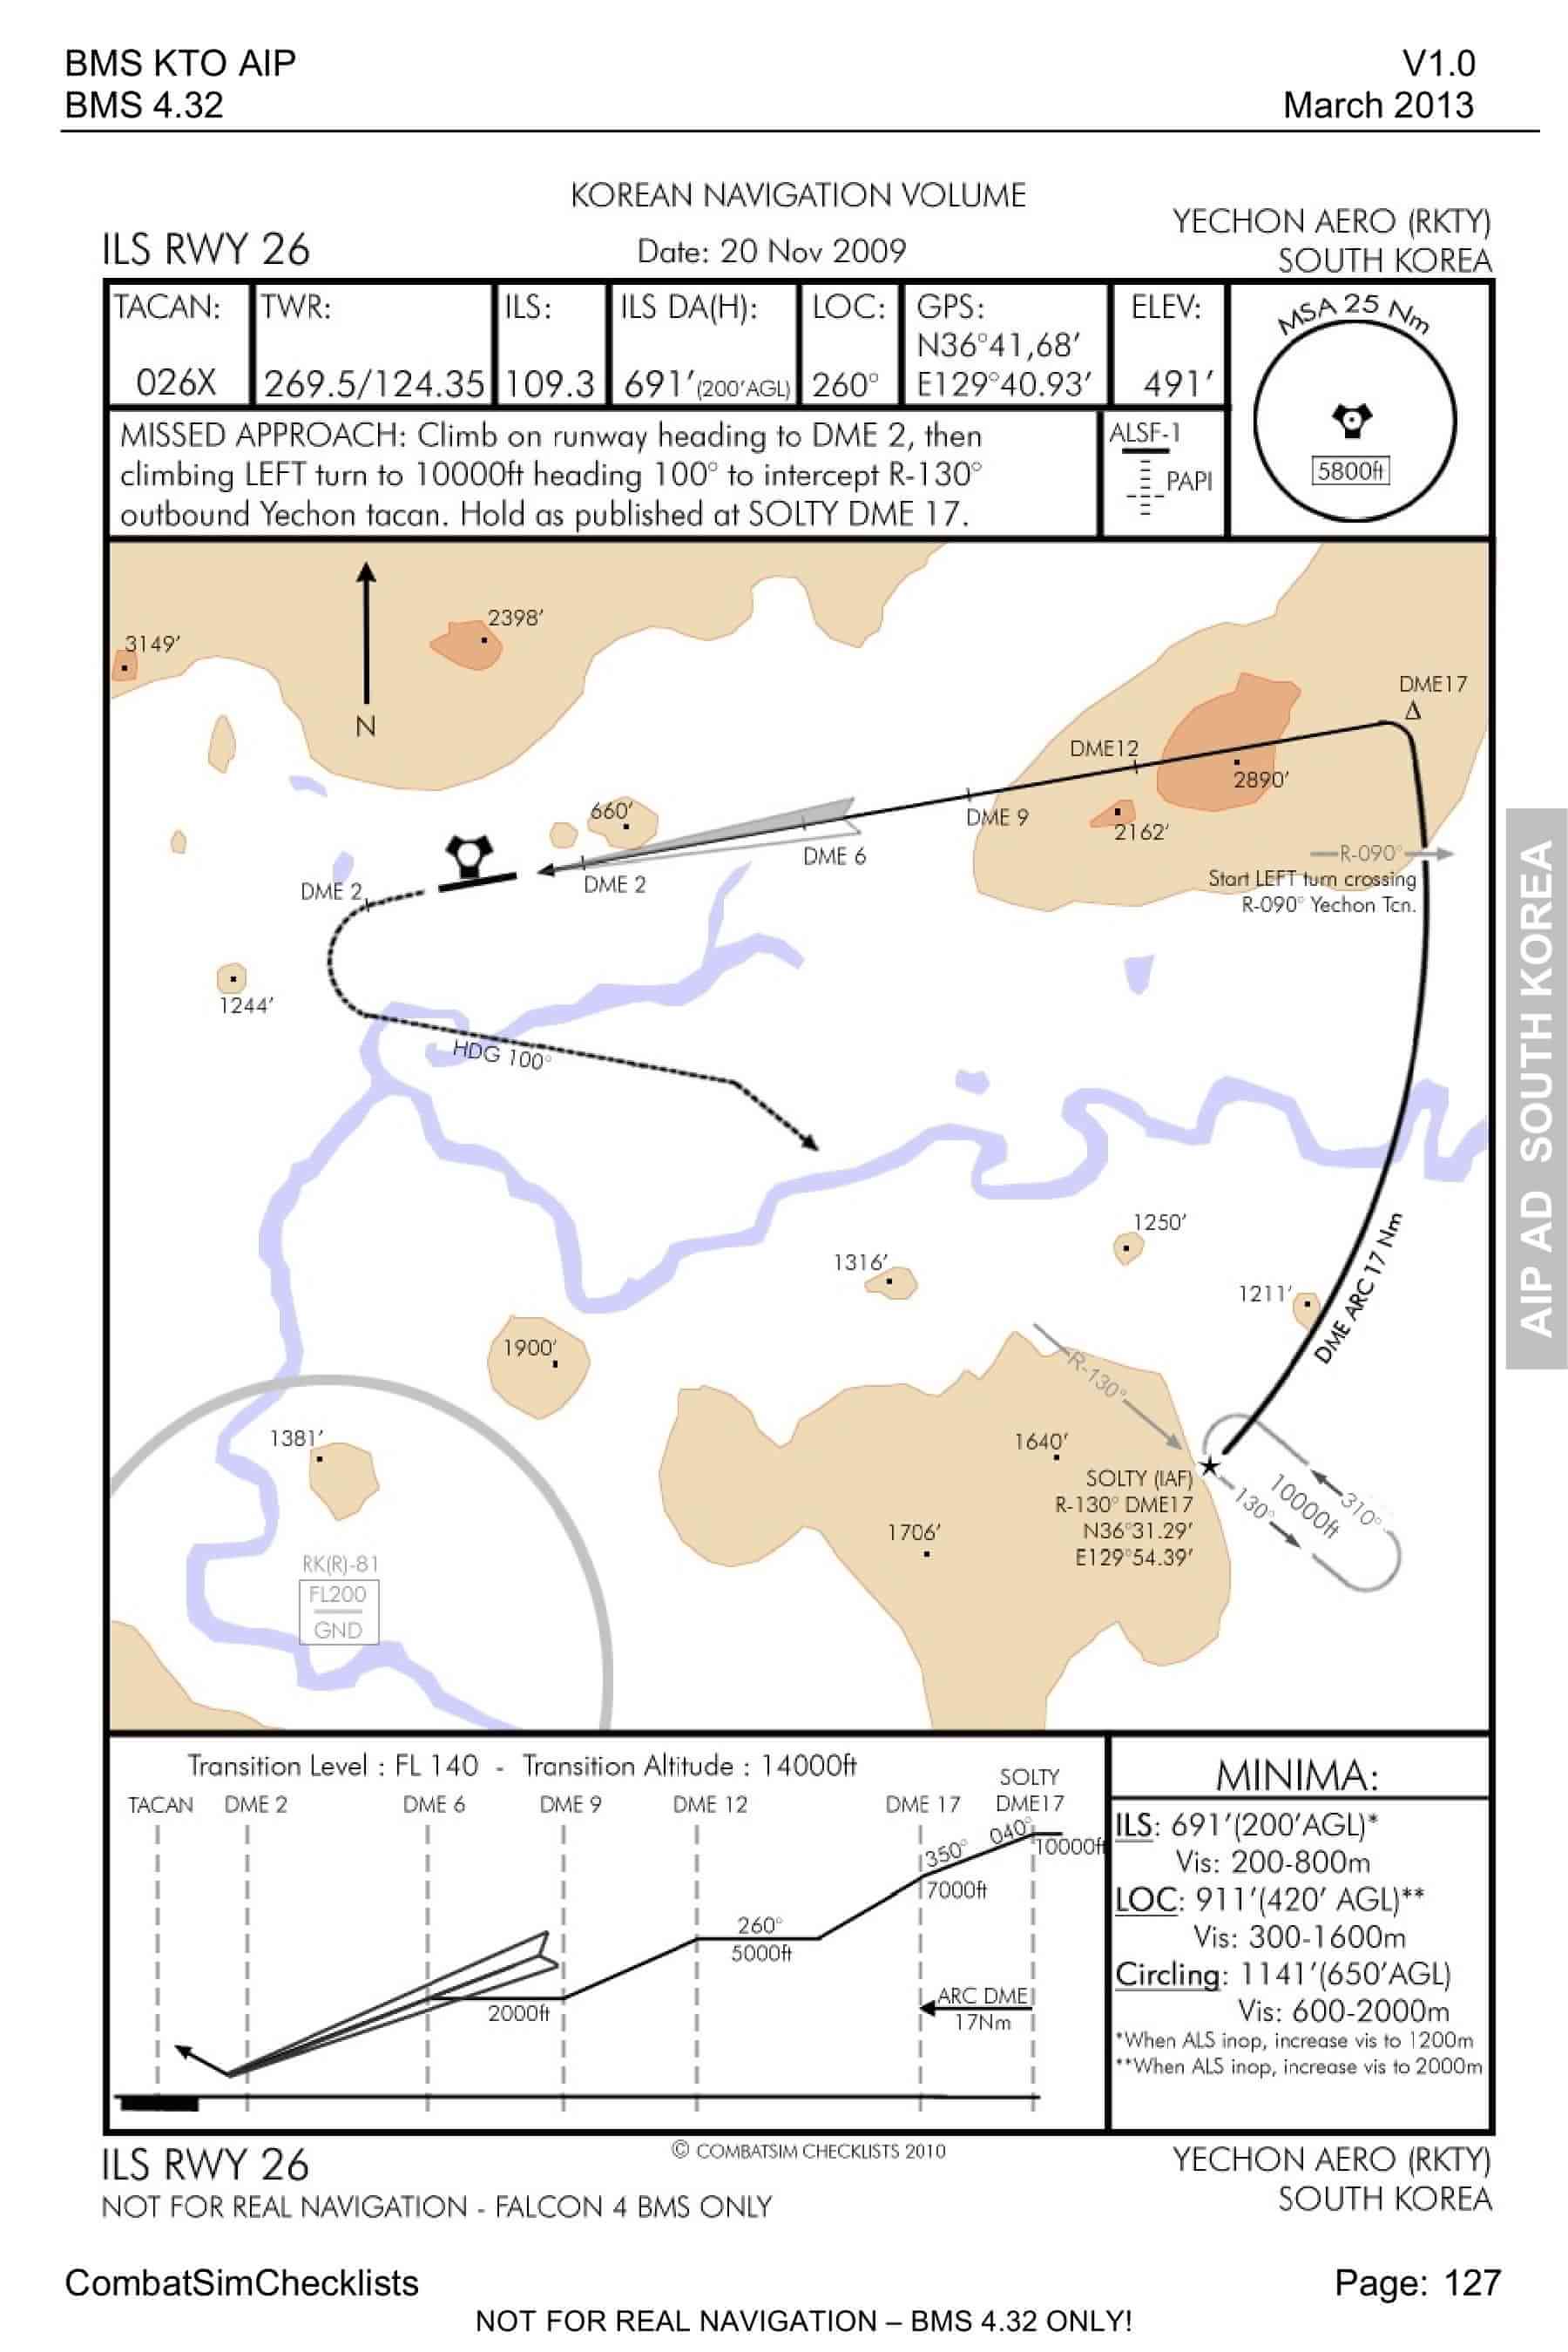 BMS KTO AIP
V1.0
BMS 4.32
March 2013
KOREAN NAVIGATION VOLUME
ILS RWY 26
Date: 20 Nov 2009
YECHON AERO (RKTY)
SOUTH KOREA
TACAN:
026X
TWR:
269.5/124.35
ILS:
109.3
ILS DA(H):
691'(200'AGL)
LOC:
260°
GPS:
N36°41,68'
E129°40.93'
ELEV:
491'
MSA 25 Nm
5800ft
MISSED APPROACH: Climb on runway heading to DME 2, then
climbing LEFT turn to 10000ft heading 100° to intercept R-130°
outbound Yechon tacan. Hold as published at SOLTY DME 17.
ALSF-1
PAPI
2398'
3149'
N
DME17
DME12
2890'
660'
DME 9
2162'
DME 6
R-090°
DME 2
DME 2
Start LEFT turn crossing
R-090° Yechon Tcn.
1244'
HDG 100°
1250'
1316'
1211'
DME ARC 17 Nm
1900'
R-130°
1381'
1640'
SOLTY (IAF)
R-130° DME17
N36°31.29'
E129°54.39'
130°
10000ft
310°
1706'
RK(R)-81
FL200
GND
AIP AD SOUTH KOREA
Transition Level : FL 140 - Transition Altitude : 14000ft
TACAN
DME 2
DME 6
DME 9
DME 12
DME 17
SOLTY
DME17
350°
040°
10000ft
7000ft
260°
5000ft
2000ft
ARC DME
17Nm
MINIMA:
ILS: 691'(200'AGL)*
Vis: 200-800m
LOC: 911'(420' AGL)**
Vis: 300-1600m
Circling: 1141'(650'AGL)
Vis: 600-2000m
*When ALS inop, increase vis to 1200m
**When ALS inop, increase vis to 2000m
ILS RWY 26
© COMBATSIM CHECKLISTS 2010
YECHON AERO (RKTY)
NOT FOR REAL NAVIGATION - FALCON 4 BMS ONLY
SOUTH KOREA
CombatSimChecklists
Page: 127
NOT FOR REAL NAVIGATION – BMS 4.32 ONLY!